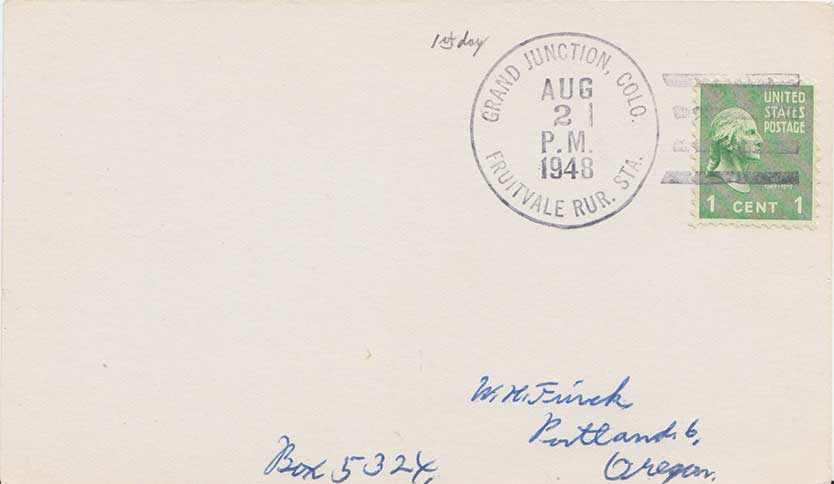 1st day
GRAND JUNCTION, COLO.
AUG
21
P.M.
1948
FRUITVALE RUR. STA.
UNITED
STATES
POSTAGE
1 CENT 1
W. H.
Portland. 6,
Box 5324,
Oregon.